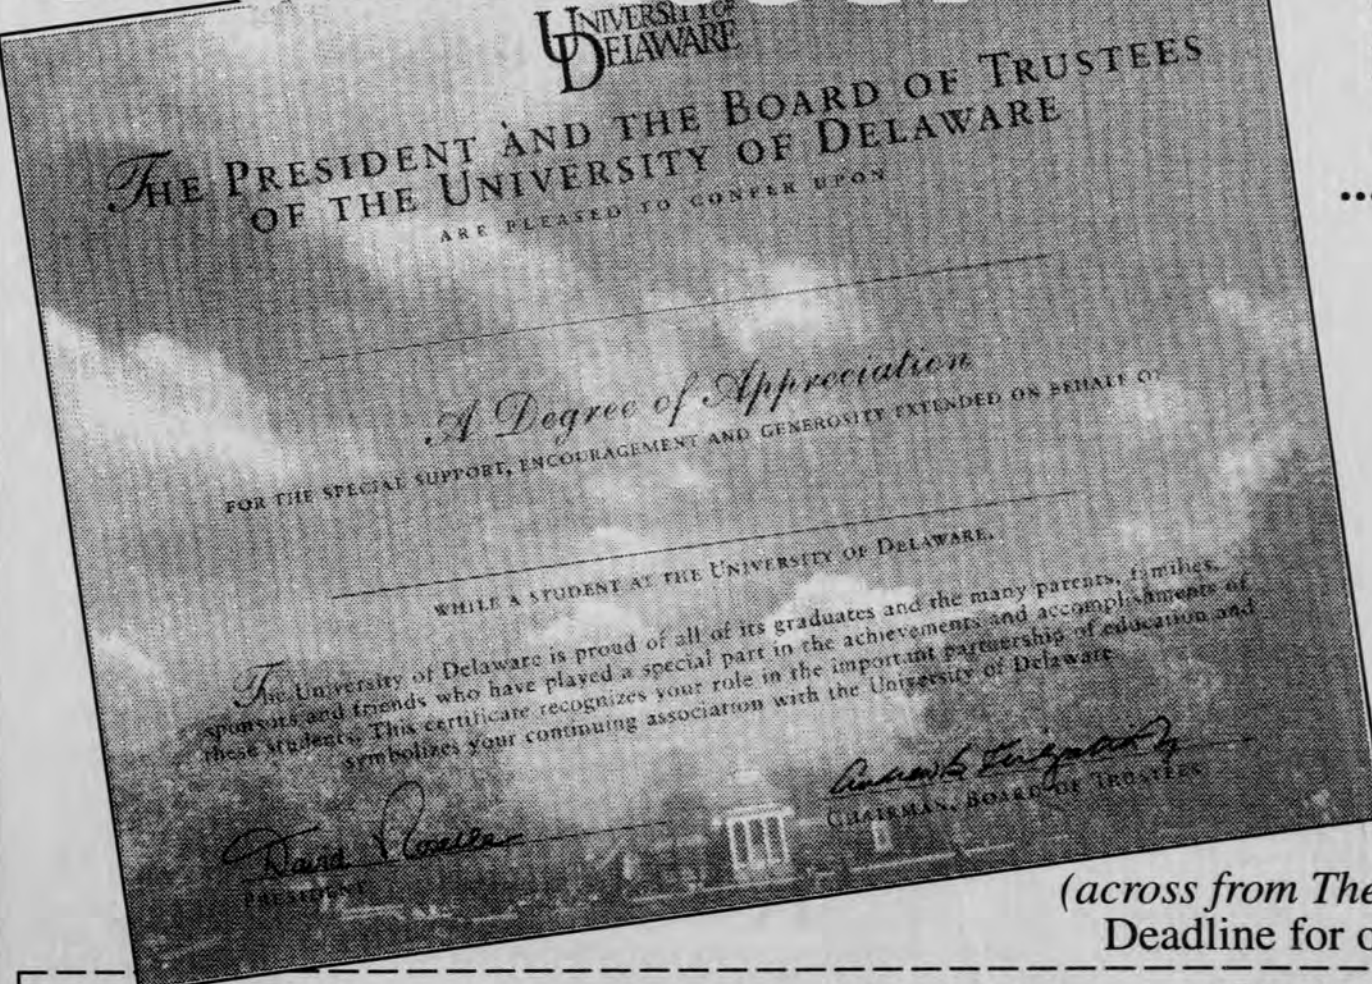 UNIVERSITY OF
DELAWARE
THE PRESIDENT AND THE BOARD OF TRUSTEES
OF THE UNIVERSITY OF DELAWARE
ARE PLEASED TO CONFER UPON
...
A Degree of Appreciation
FOR THE SPECIAL SUPPORT, ENCOURAGEMENT AND GENEROSITY EXTENDED ON BEHALF OF
WHILE A STUDENT AT THE UNIVERSITY OF DELAWARE.
The University of Delaware is proud of all of its graduates and the many parents, families,
sponsors and friends who have played a special part in the achievements and accomplishments of
these students. This certificate recognizes your role in the important partnership of education and
symbolizes your continuing association with the University of Delaware.
David
PRESIDENT
CHAIRMAN, BOARD OF TRUSTEES
(across from The
Deadline for